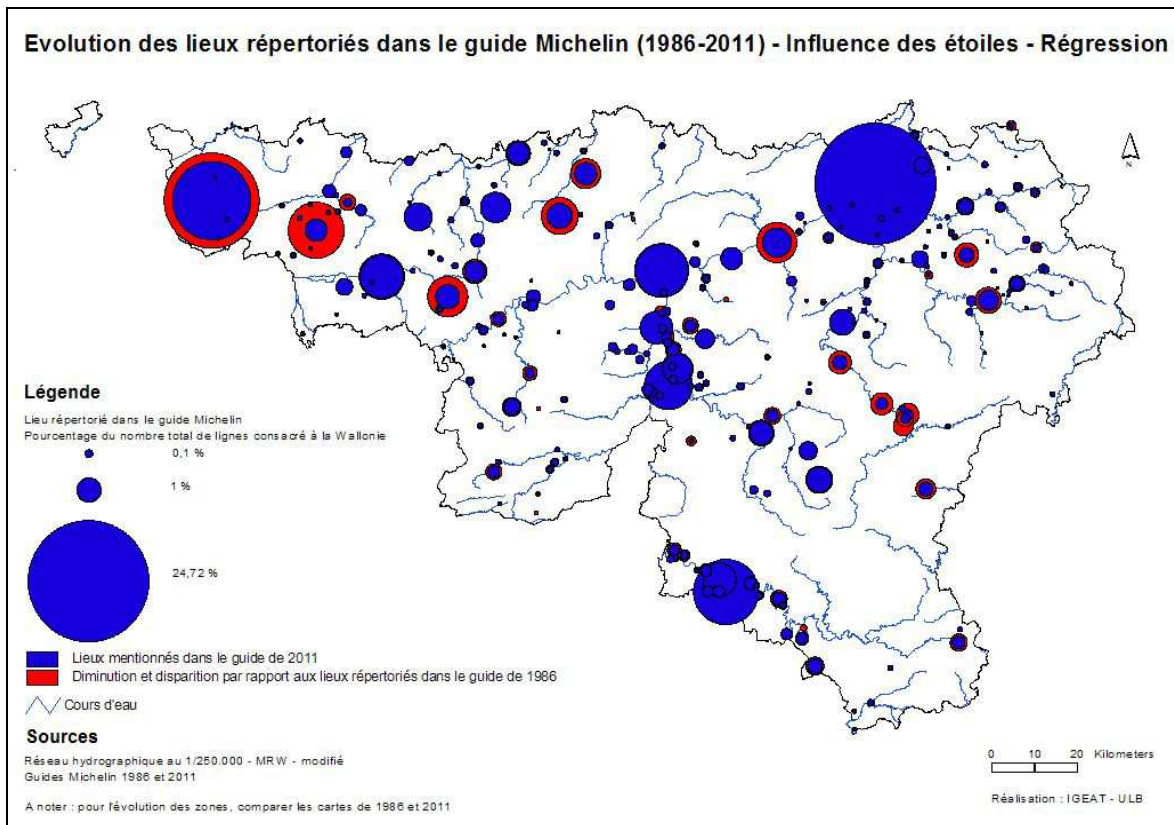 Evolution des lieux répertoriés dans le guide Michelin (1986-2011) - Influence des étoiles - Régression
N
Légende
Lieu répertorié dans le guide Michelin
Pourcentage du nombre total de lignes consacré à la Wallonie
0,1 %
1 %
24,72 %
Lieux mentionnés dans le guide de 2011
Diminution et disparition par rapport aux lieux répertoriés dans le guide de 1986
Cours d'eau
Sources
Réseau hydrographique au 1/250.000 - MRW - modifié
Guides Michelin 1986 et 2011
A noter : pour l'évolution des zones, comparer les cartes de 1986 et 2011
0 10 20 Kilometers
Réalisation : IGEAT - ULB